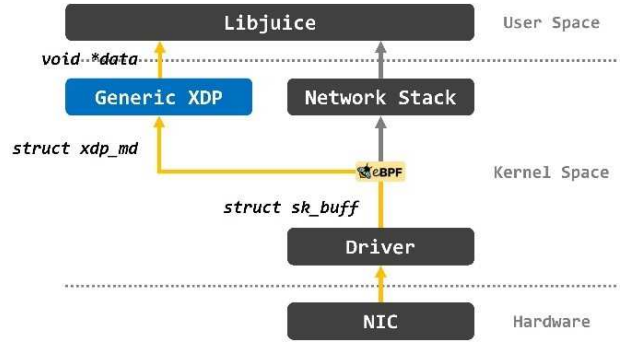 Libjuice
User Space
void *data
Generic XDP
Network Stack
struct xdp_md
eBPF
Kernel Space
struct sk_buff
Driver
NIC
Hardware